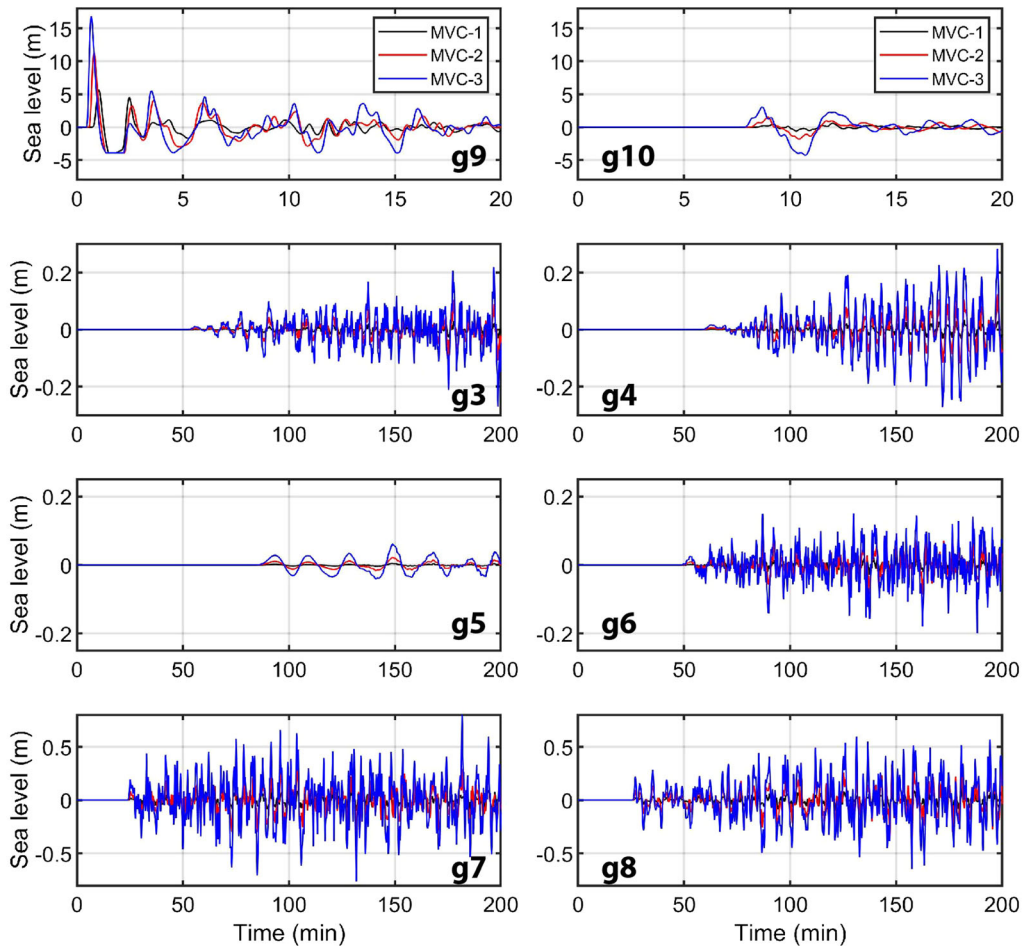 Sea level (m)
15
10
5
0
-5
0 5 10 15 20
MVC-1
MVC-2
MVC-3
g9
15
10
5
0
-5
0 5 10 15 20
MVC-1
MVC-2
MVC-3
g10
Sea level (m)
0.2
0
-0.2
0 50 100 150 200
g3
0.2
0
-0.2
0 50 100 150 200
g4
Sea level (m)
0.2
0
-0.2
0 50 100 150 200
g5
0.2
0
-0.2
0 50 100 150 200
g6
Sea level (m)
0.5
0
-0.5
0 50 100 150 200
Time (min)
g7
0.5
0
-0.5
0 50 100 150 200
Time (min)
g8